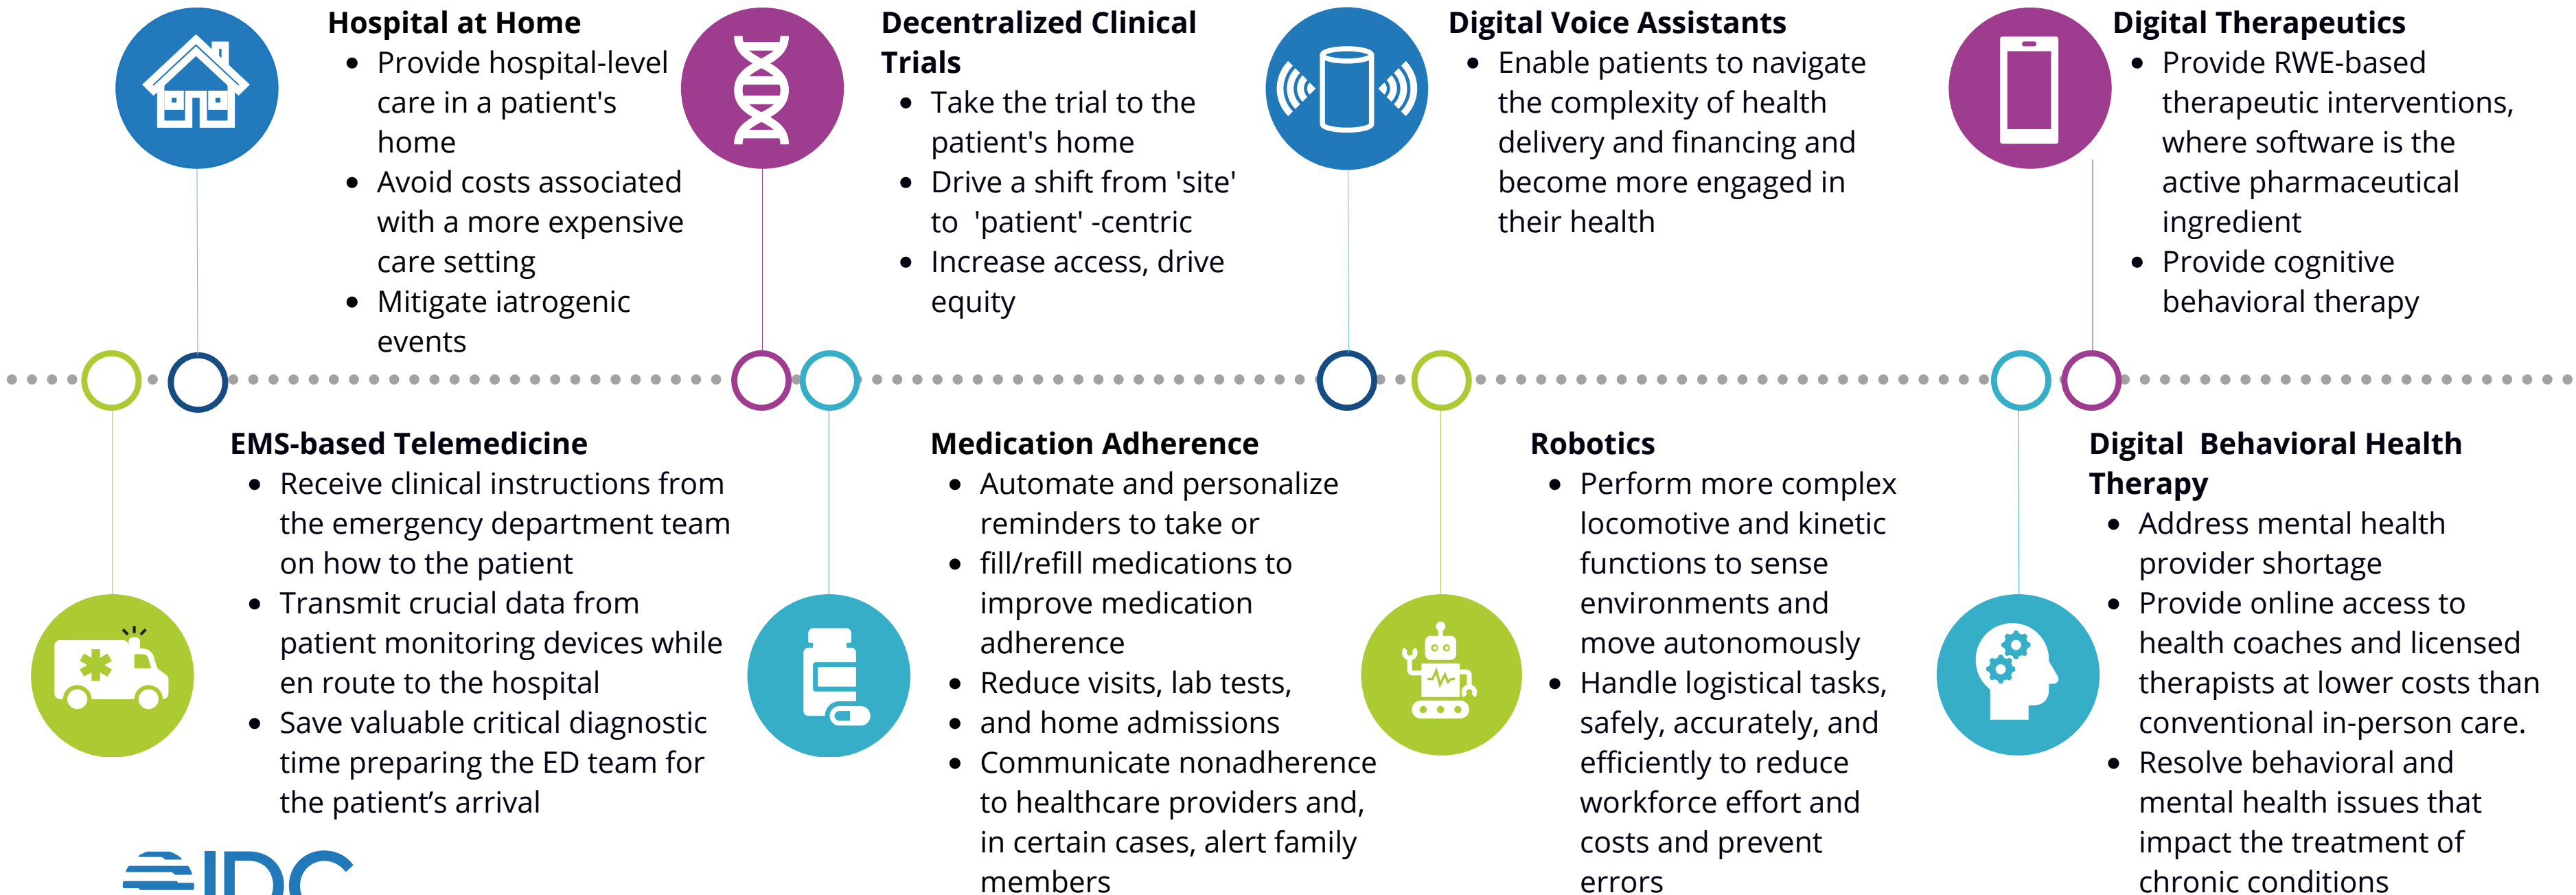 Hospital at Home
• Provide hospital-level
care in a patient's
home
• Avoid costs associated
with a more expensive
care setting
• Mitigate iatrogenic
events
Decentralized Clinical
Trials
• Take the trial to the
patient's home
• Drive a shift from 'site'
to 'patient' -centric
• Increase access, drive
equity
Digital Voice Assistants
• Enable patients to navigate
the complexity of health
delivery and financing and
become more engaged in
their health
Digital Therapeutics
• Provide RWE-based
therapeutic interventions,
where software is the
active pharmaceutical
ingredient
• Provide cognitive
behavioral therapy
EMS-based Telemedicine
• Receive clinical instructions from
the emergency department team
on how to the patient
• Transmit crucial data from
patient monitoring devices while
en route to the hospital
• Save valuable critical diagnostic
time preparing the ED team for
the patient’s arrival
Medication Adherence
• Automate and personalize
reminders to take or
• fill/refill medications to
improve medication
adherence
• Reduce visits, lab tests,
• and home admissions
• Communicate nonadherence
to healthcare providers and,
in certain cases, alert family
members
Robotics
• Perform more complex
locomotive and kinetic
functions to sense
environments and
move autonomously
• Handle logistical tasks,
safely, accurately, and
efficiently to reduce
workforce effort and
costs and prevent
errors
Digital Behavioral Health
Therapy
• Address mental health
provider shortage
• Provide online access to
health coaches and licensed
therapists at lower costs than
conventional in-person care.
• Resolve behavioral and
mental health issues that
impact the treatment of
chronic conditions
IDC